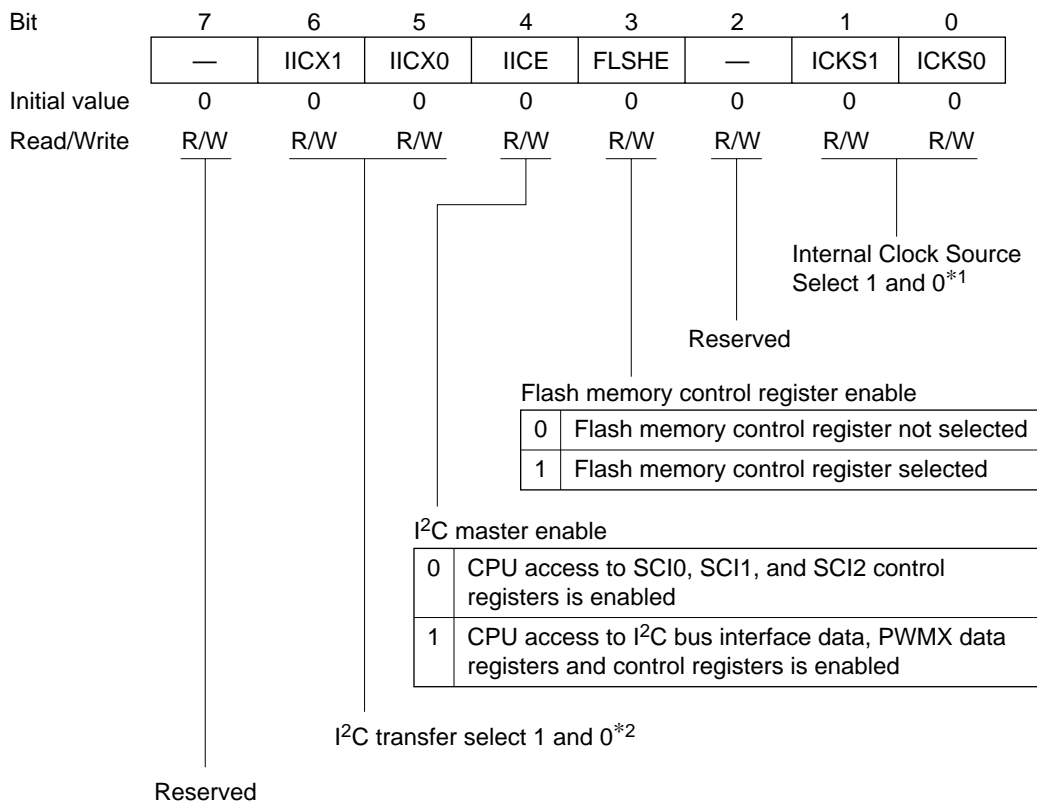 Bit 7 6 5 4 3 2 1 0
— IICX1 IICX0 IICE FLSHE — ICKS1 ICKS0
Initial value 0 0 0 0 0 0 0 0
Read/Write R/W R/W R/W R/W R/W R/W R/W R/W
Internal Clock Source
Select 1 and 0*1
Reserved
Flash memory control register enable
0 Flash memory control register not selected
1 Flash memory control register selected
I²C master enable
0 CPU access to SCI0, SCI1, and SCI2 control
registers is enabled
1 CPU access to I²C bus interface data, PWMX data
registers and control registers is enabled
I²C transfer select 1 and 0*2
Reserved